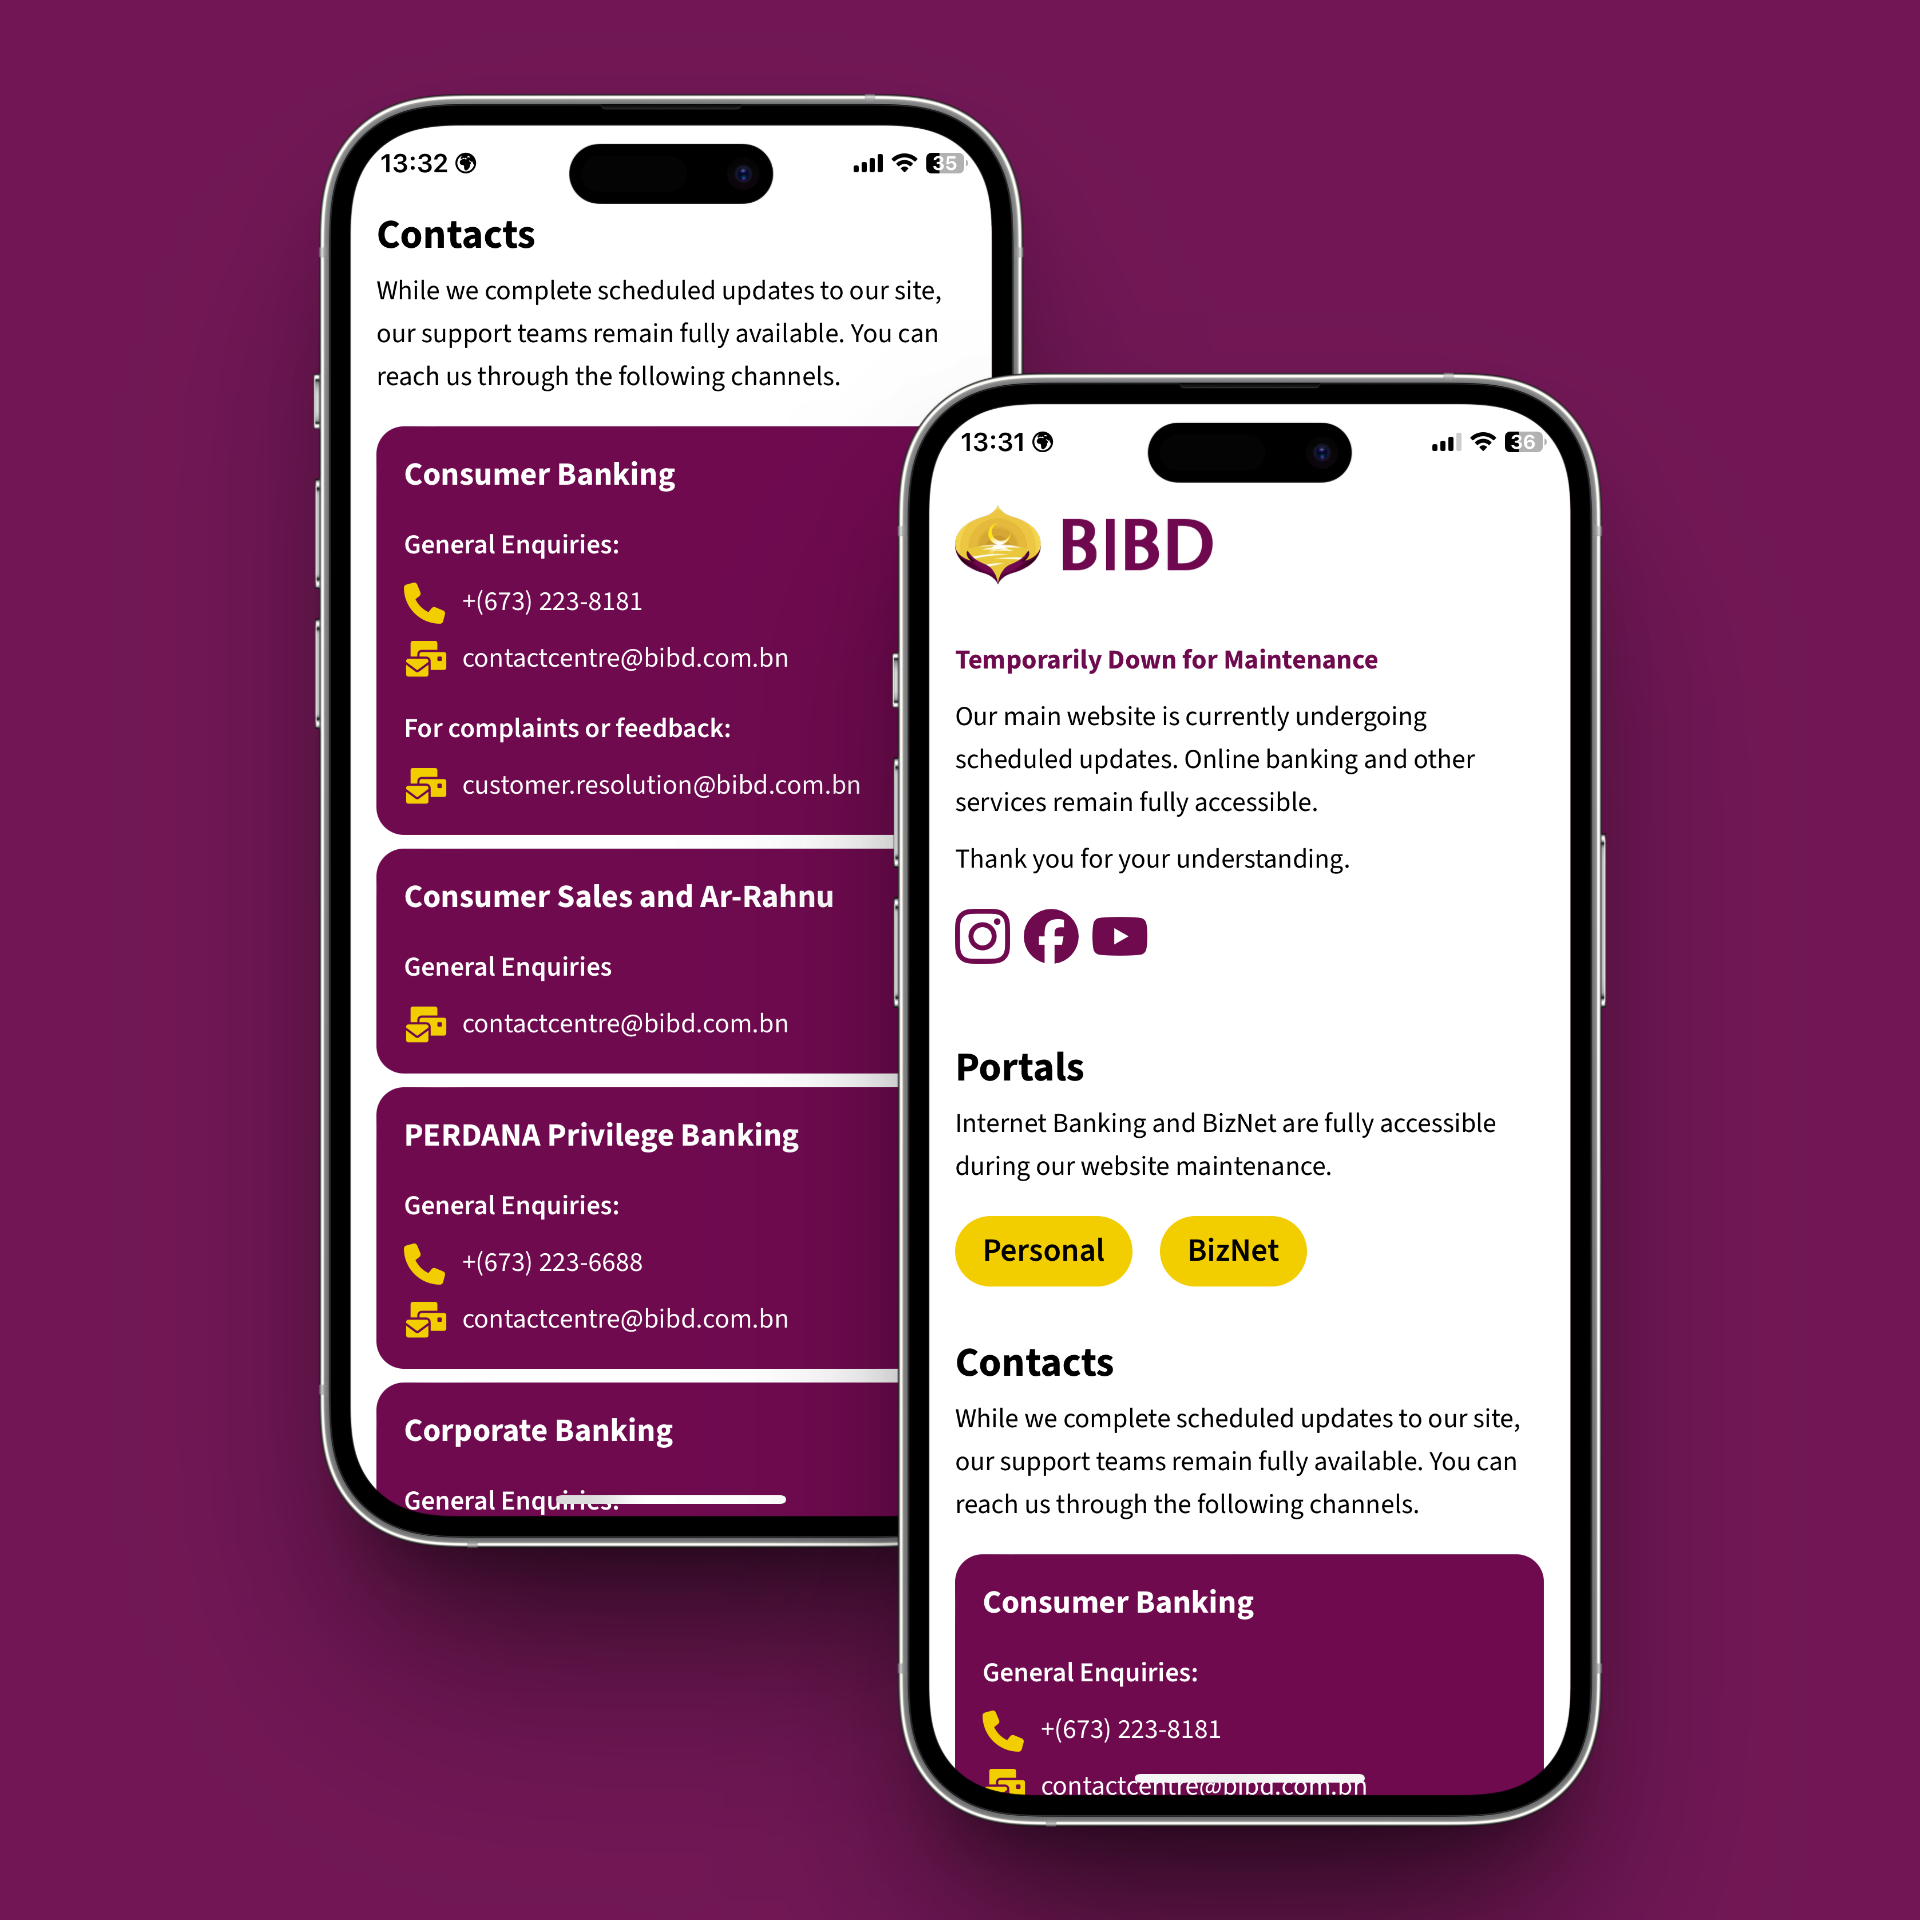 13:32
35
Contacts
While we complete scheduled updates to our site,
our support teams remain fully available. You can
reach us through the following channels.
Consumer Banking
General Enquiries:
+(673) 223-8181
contactcentre@bibd.com.bn
For complaints or feedback:
customer.resolution@bibd.com.bn
Consumer Sales and Ar-Rahnu
General Enquiries
contactcentre@bibd.com.bn
PERDANA Privilege Banking
General Enquiries:
+(673) 223-6688
contactcentre@bibd.com.bn
Corporate Banking
General Enquiries:
13:31
36
BIBD
Temporarily Down for Maintenance
Our main website is currently undergoing
scheduled updates. Online banking and other
services remain fully accessible.
Thank you for your understanding.
Portals
Internet Banking and BizNet are fully accessible
during our website maintenance.
Personal
BizNet
Contacts
While we complete scheduled updates to our site,
our support teams remain fully available. You can
reach us through the following channels.
Consumer Banking
General Enquiries:
+(673) 223-8181
contactcentre@bibd.com.bn